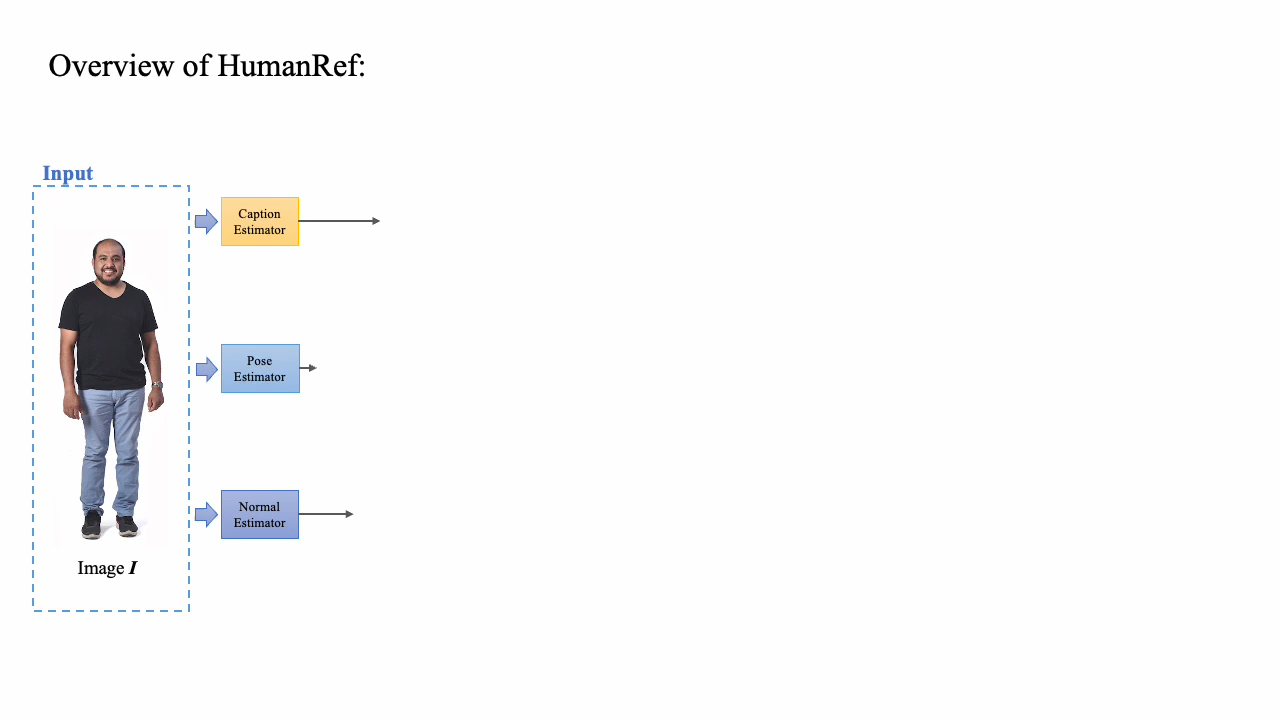 Overview of HumanRef:
Input
Caption
Estimator
Pose
Estimator
Normal
Estimator
Image I